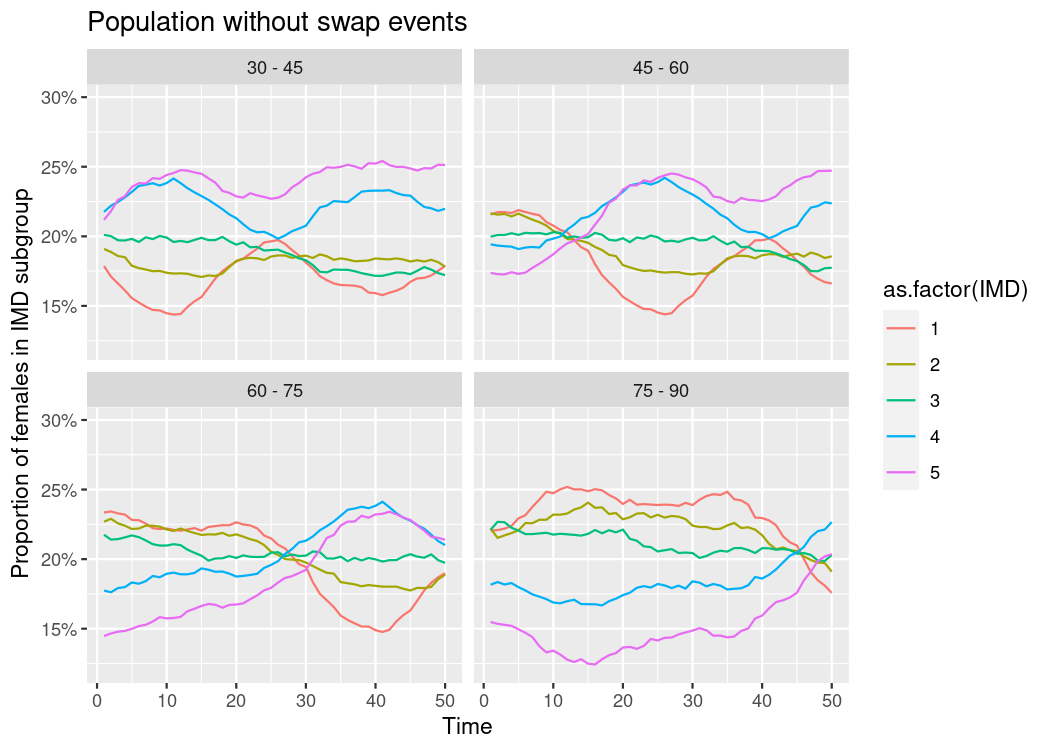 Population without swap events
30 - 45
45 - 60
30%
25%
20%
15%
60 - 75
75 - 90
30%
25%
20%
15%
0 10 20 30 40 50
0 10 20 30 40 50
Time
Proportion of females in IMD subgroup
as.factor(IMD)
1
2
3
4
5